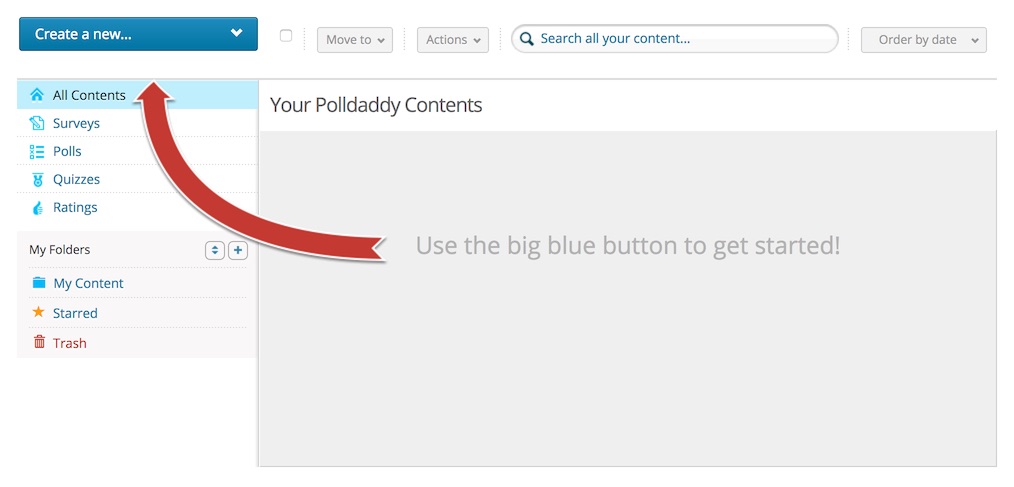 Create a new...
Move to
Actions
Search all your content...
Order by date
All Contents
Surveys
Polls
Quizzes
Ratings
My Folders
My Content
Starred
Trash
Your Polldaddy Contents
Use the big blue button to get started!